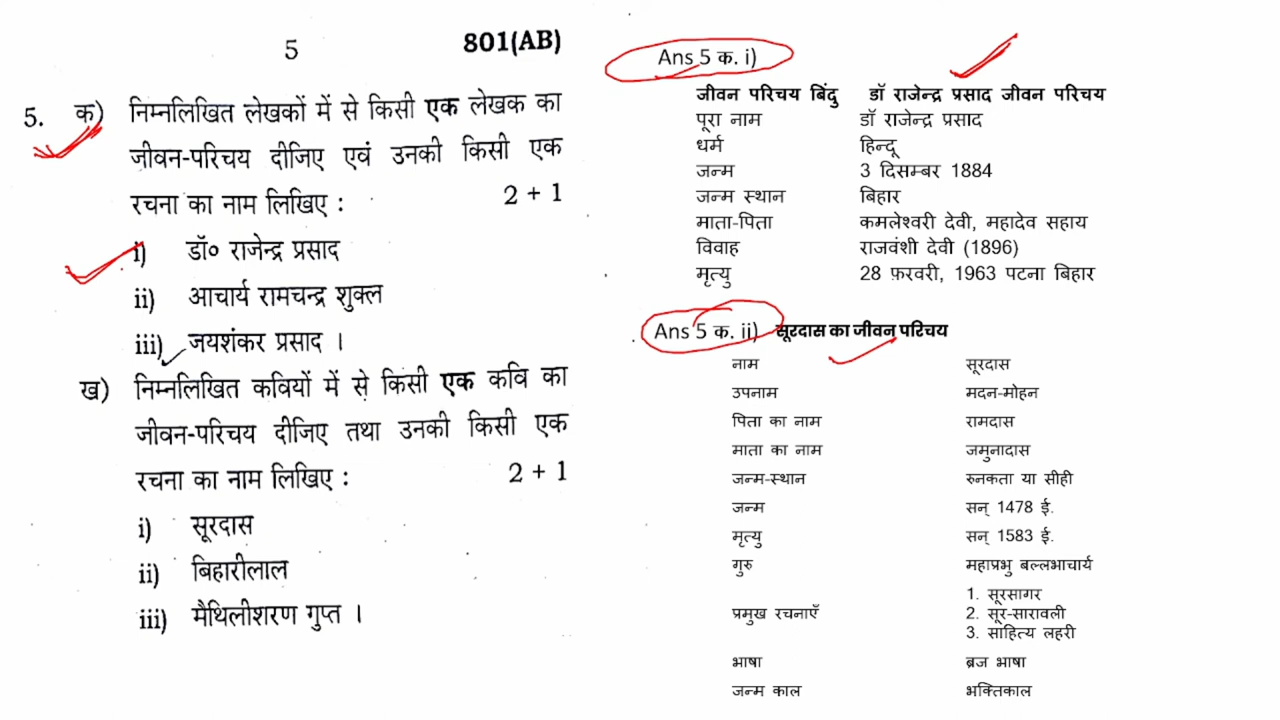 5
801(AB)
5. क) निम्नलिखित लेखकों में से किसी एक लेखक का
जीवन-परिचय दीजिए एवं उनकी किसी एक
रचना का नाम लिखिए : 2 + 1
i) डॉ० राजेन्द्र प्रसाद
ii) आचार्य रामचन्द्र शुक्ल
iii) जयशंकर प्रसाद ।
ख) निम्नलिखित कवियों में से किसी एक कवि का
जीवन-परिचय दीजिए तथा उनकी किसी एक
रचना का नाम लिखिए : 2 + 1
i) सूरदास
ii) बिहारीलाल
iii) मैथिलीशरण गुप्त ।
Ans 5 क. i)
जीवन परिचय बिंदु डॉ राजेन्द्र प्रसाद जीवन परिचय
पूरा नाम डॉ राजेन्द्र प्रसाद
धर्म हिन्दू
जन्म 3 दिसम्बर 1884
जन्म स्थान बिहार
माता-पिता कमलेश्वरी देवी, महादेव सहाय
विवाह राजवंशी देवी (1896)
मृत्यु 28 फ़रवरी, 1963 पटना बिहार
Ans 5 क. ii) सूरदास का जीवन परिचय
नाम सूरदास
उपनाम मदन-मोहन
पिता का नाम रामदास
माता का नाम जमुनादास
जन्म-स्थान रुनकता या सीही
जन्म सन् 1478 ई.
मृत्यु सन् 1583 ई.
गुरु महाप्रभु बल्लभाचार्य
प्रमुख रचनाएँ 1. सूरसागर
2. सूर-सारावली
3. साहित्य लहरी
भाषा ब्रज भाषा
जन्म काल भक्तिकाल